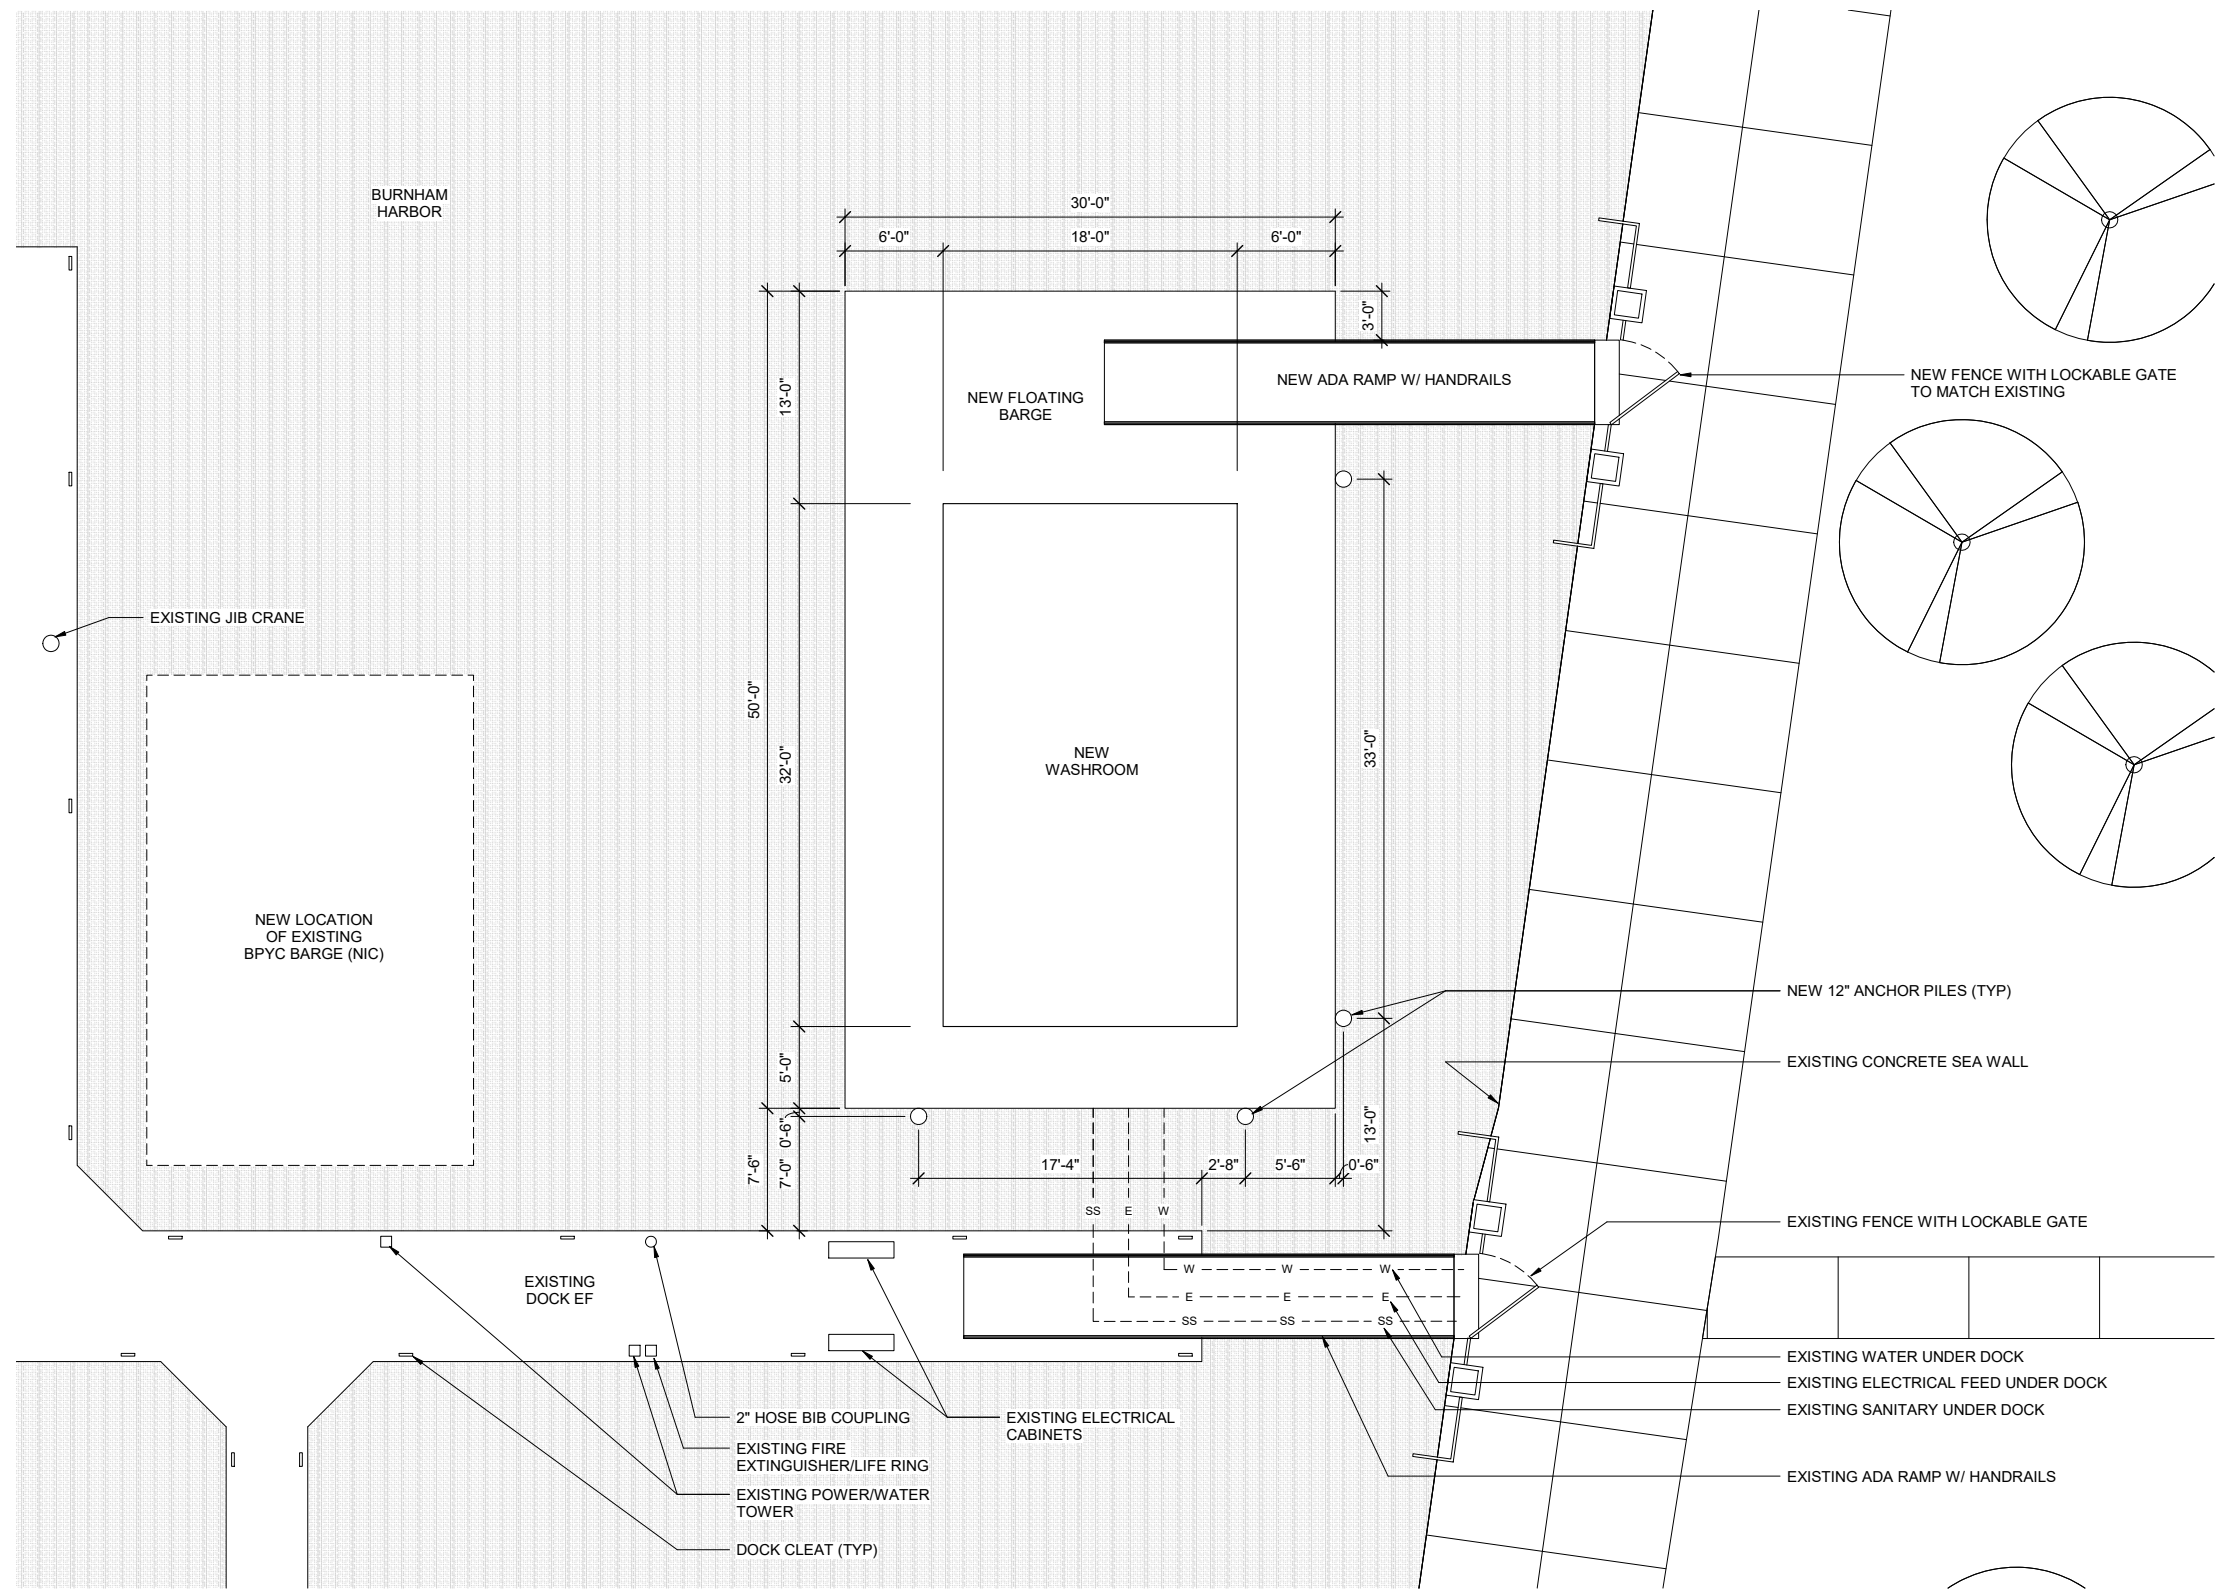 BURNHAM
HARBOR
30'-0"
6'-0"
18'-0"
6'-0"
3'-0"
NEW ADA RAMP W/ HANDRAILS
NEW FENCE WITH LOCKABLE GATE
TO MATCH EXISTING
13'-0"
NEW FLOATING
BARGE
EXISTING JIB CRANE
50'-0"
32'-0"
33'-0"
NEW
WASHROOM
NEW LOCATION
OF EXISTING
BPYC BARGE (NIC)
NEW 12" ANCHOR PILES (TYP)
EXISTING CONCRETE SEA WALL
5'-0"
0'-6"
7'-6"
7'-0"
13'-0"
17'-4"
2'-8"
5'-6"
0'-6"
SS
E
W
EXISTING FENCE WITH LOCKABLE GATE
EXISTING
DOCK EF
W
W
W
E
E
E
SS
SS
SS
EXISTING WATER UNDER DOCK
EXISTING ELECTRICAL FEED UNDER DOCK
EXISTING SANITARY UNDER DOCK
2" HOSE BIB COUPLING
EXISTING ELECTRICAL
CABINETS
EXISTING FIRE
EXTINGUISHER/LIFE RING
EXISTING ADA RAMP W/ HANDRAILS
EXISTING POWER/WATER
TOWER
DOCK CLEAT (TYP)